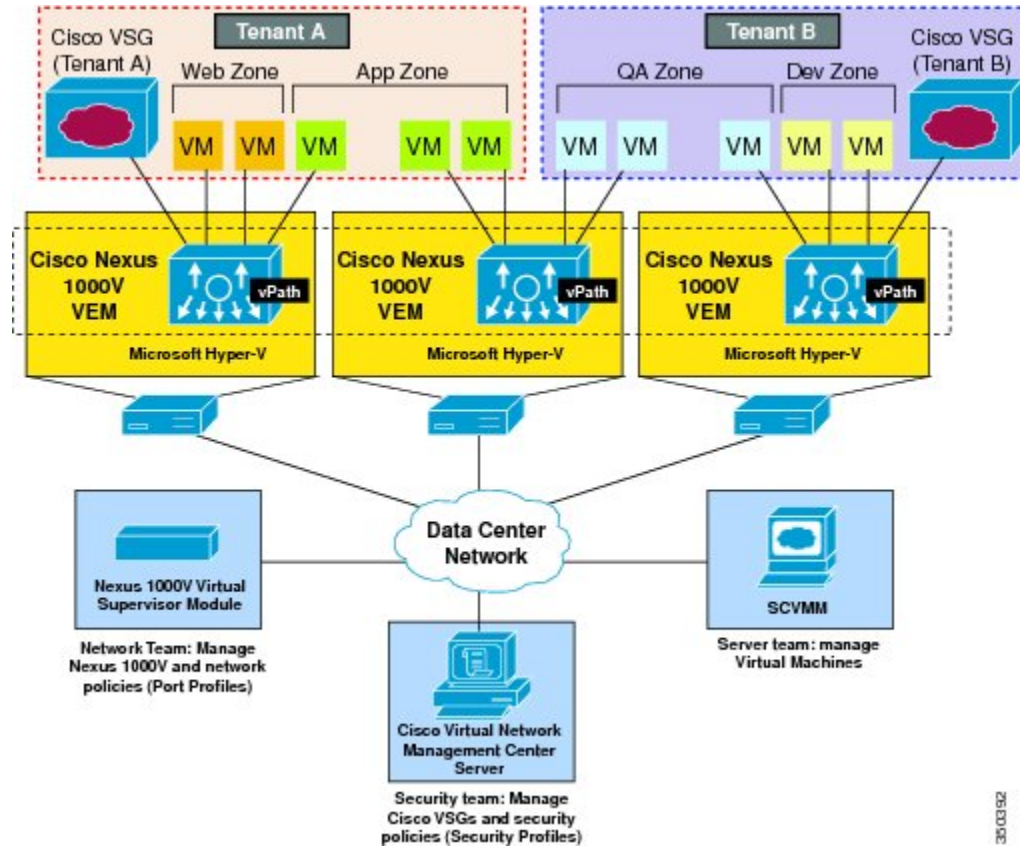 Cisco VSG
(Tenant A)
Tenant A
Web Zone
App Zone
VM
VM
VM
VM
VM
Tenant B
QA Zone
Dev Zone
Cisco VSG
(Tenant B)
VM
VM
VM
VM
VM
Cisco Nexus
1000V
VEM
vPath
Microsoft Hyper-V
Cisco Nexus
1000V
VEM
vPath
Microsoft Hyper-V
Cisco Nexus
1000V
VEM
vPath
Microsoft Hyper-V
Data Center
Network
Nexus 1000V Virtual
Supervisor Module
Network Team: Manage
Nexus 1000V and network
policies (Port Profiles)
SCVMM
Server team: manage
Virtual Machines
Cisco Virtual Network
Management Center
Server
Security team: Manage
Cisco VSGs and security
policies (Security Profiles)
350392